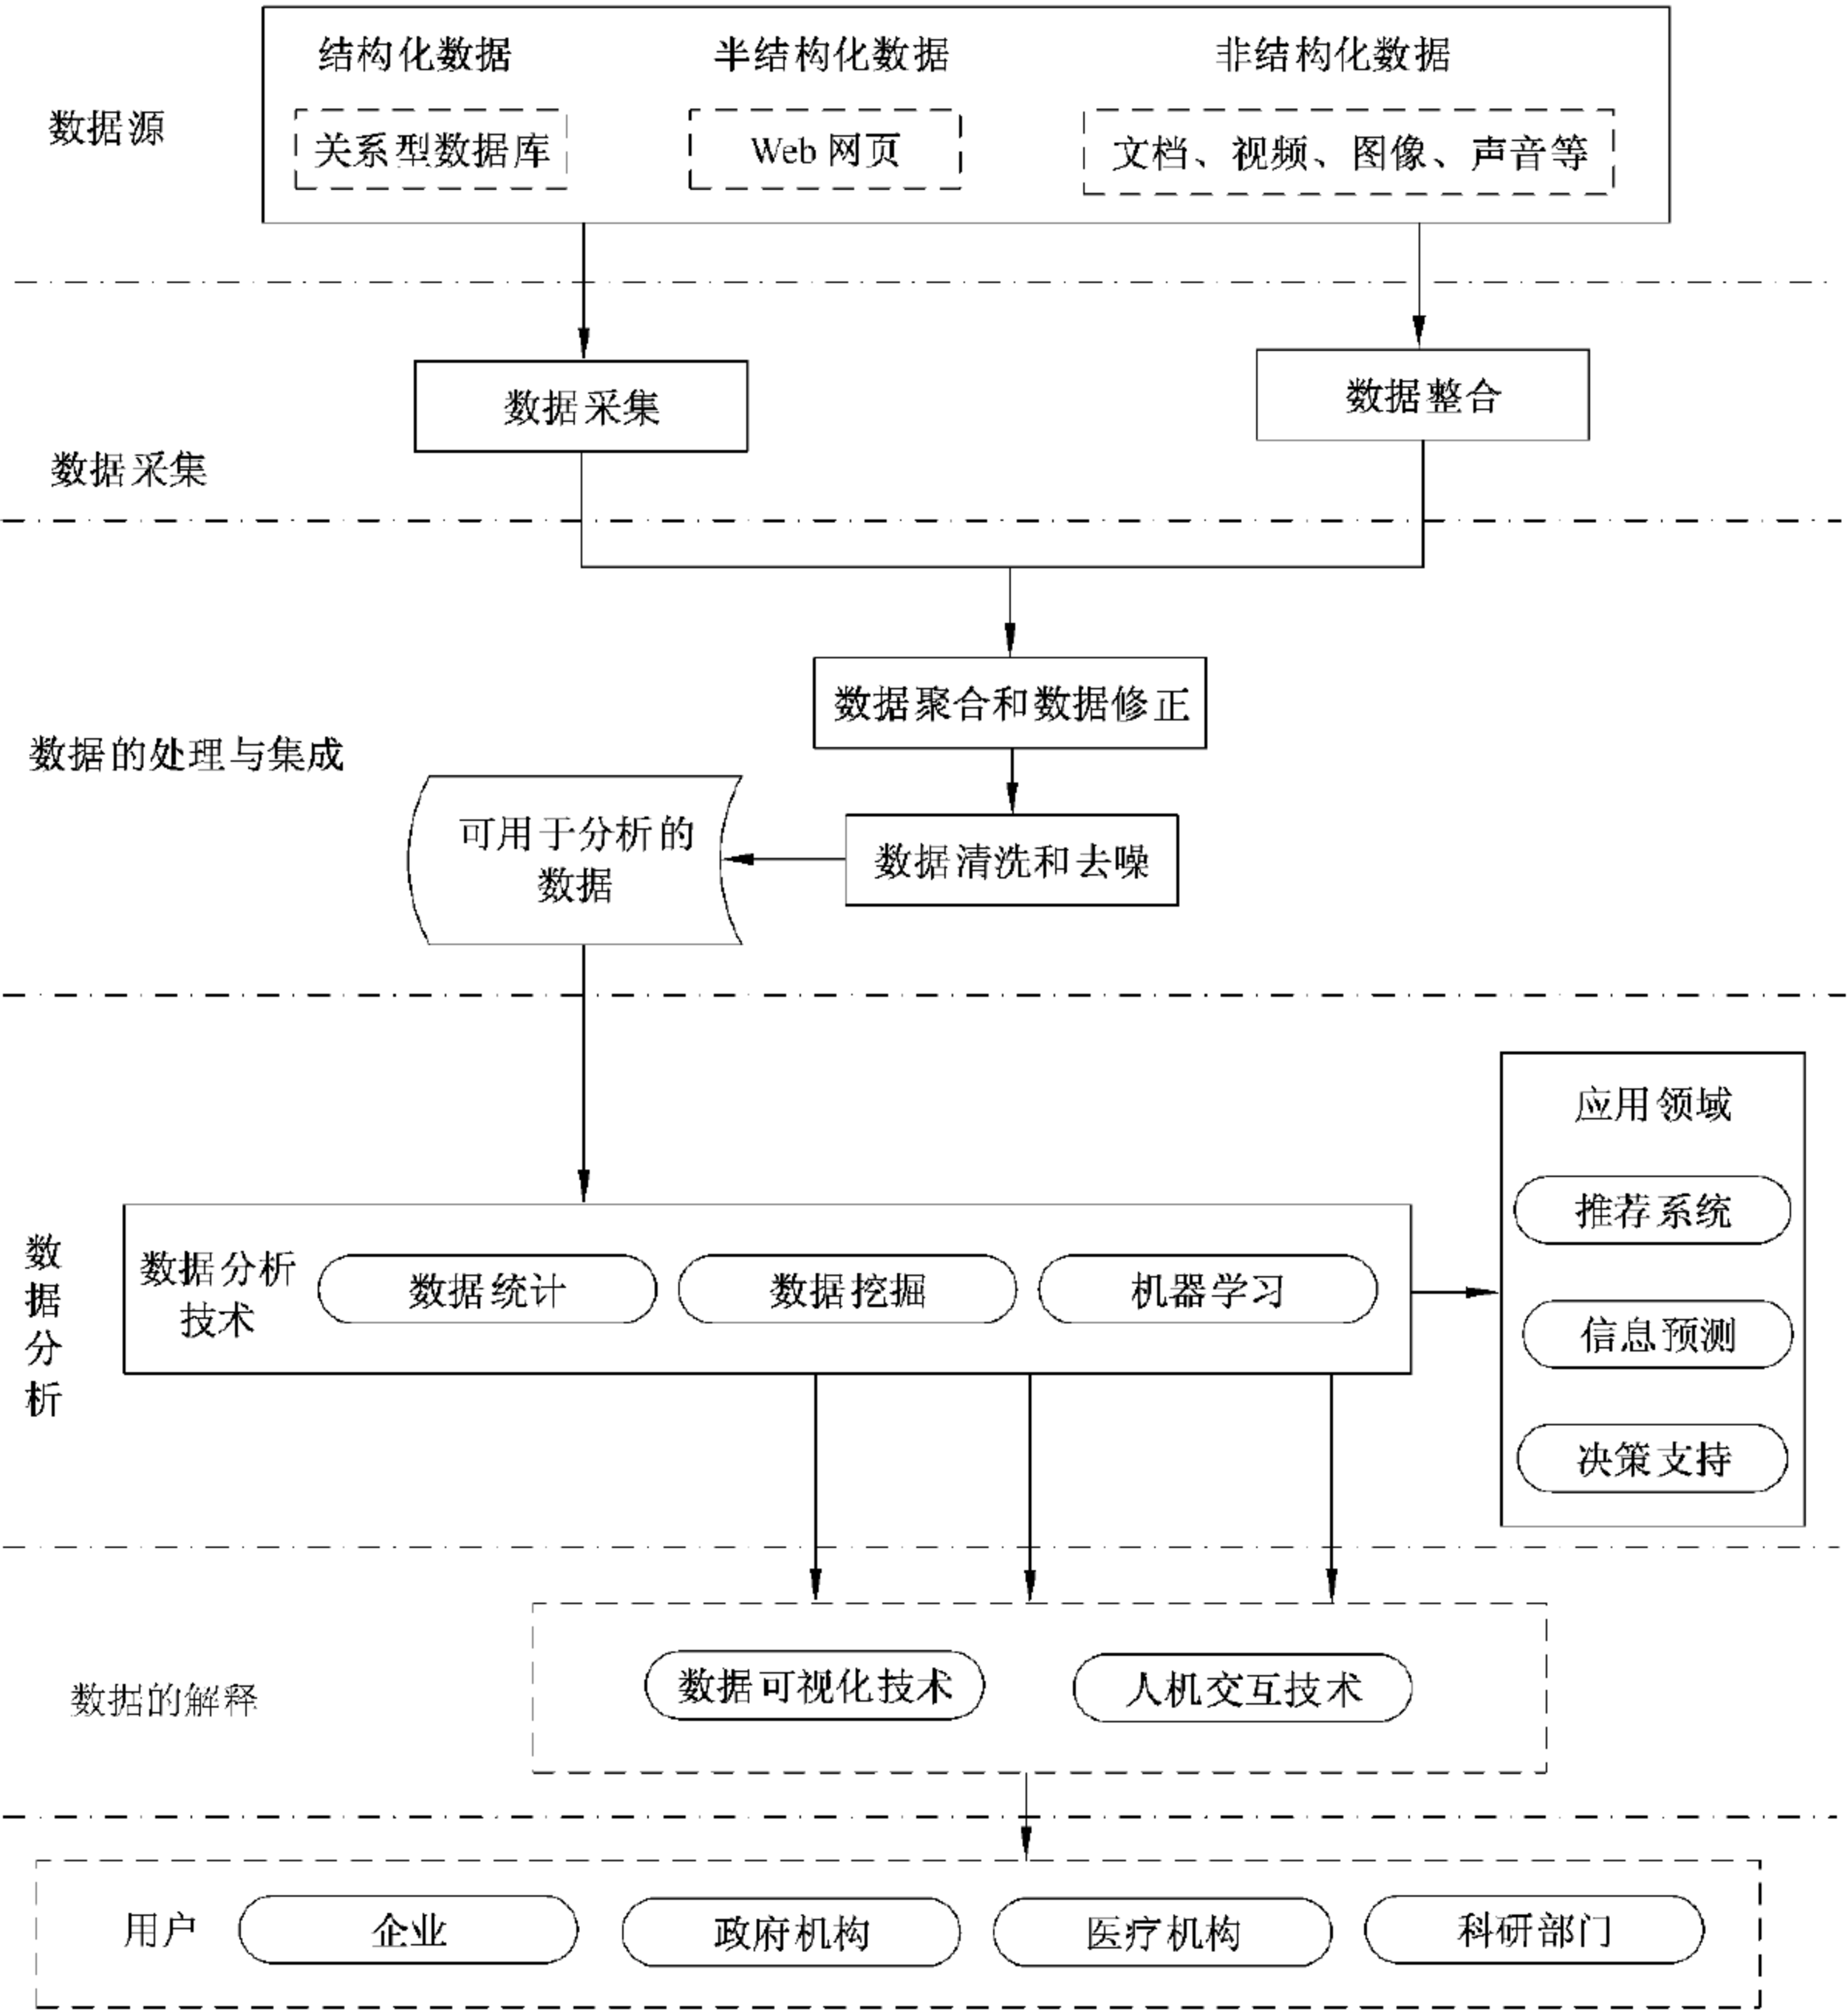 结构化数据
半结构化数据
非结构化数据
数据源
关系型数据库
Web 网页
文档、视频、图像、声音等
数据采集
数据整合
数据采集
数据聚合和数据修正
数据的处理与集成
可用于分析的
数据
数据清洗和去噪
应用领域
推荐系统
数据分析
数据分析
技术
数据统计
数据挖掘
机器学习
信息预测
决策支持
数据的解释
数据可视化技术
人机交互技术
用户
企业
政府机构
医疗机构
科研部门